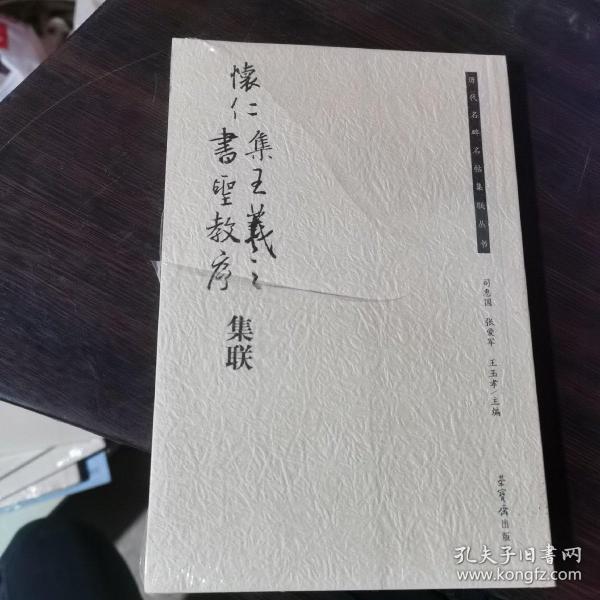 历代名碑名帖集联丛书
懷仁集王羲之
書聖教序
集联
司惠国 张爱军 王玉孝/主编
荣宝斋出版
孔夫子旧书网
www.kongfz.com